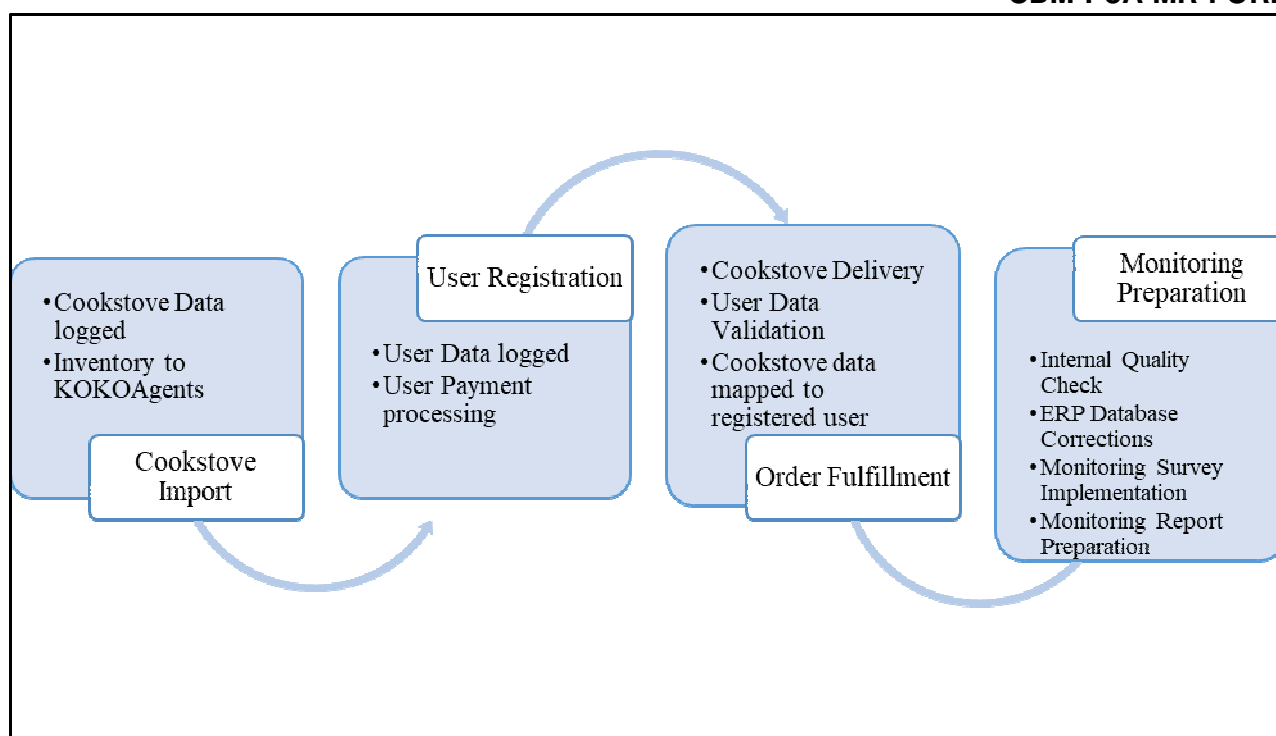 • Cookstove Data
logged
• Inventory to
KOKOAgents
Cookstove
Import
User Registration
• User Data logged
• User Payment
processing
• Cookstove Delivery
• User Data
Validation
• Cookstove data
mapped to
registered user
Order Fulfillment
Monitoring
Preparation
• Internal Quality
Check
• ERP Database
Corrections
• Monitoring Survey
Implementation
• Monitoring Report
Preparation